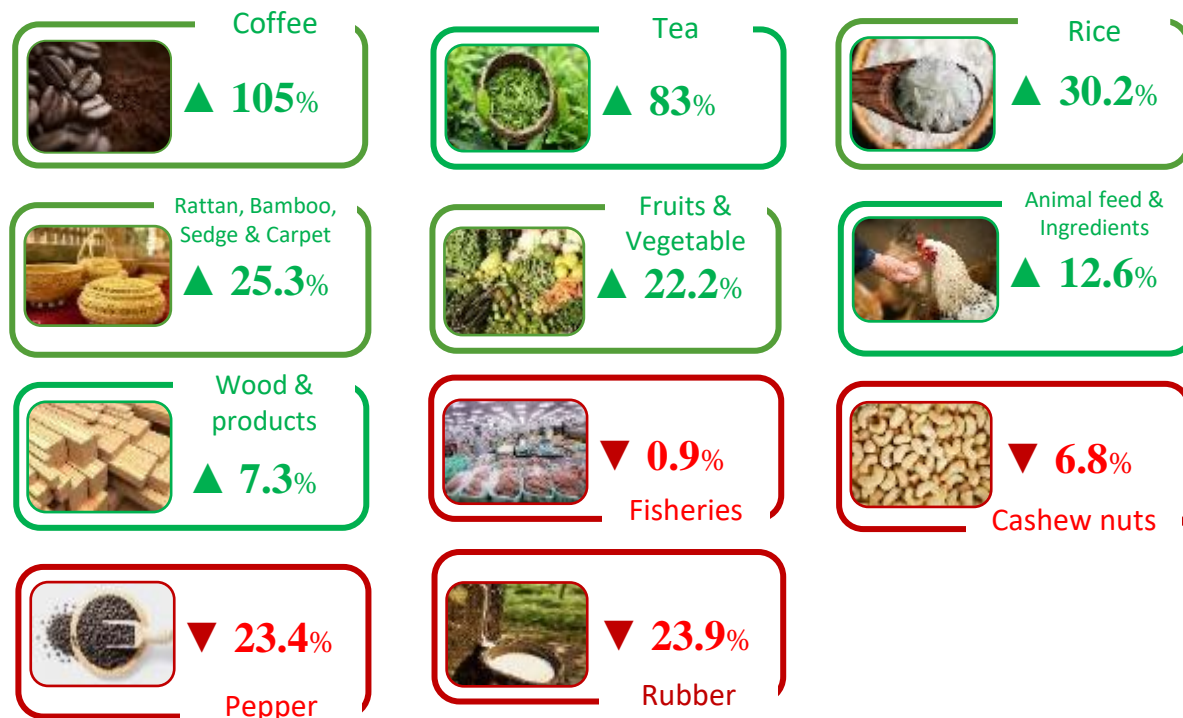 Coffee
▲ 105%
Tea
▲ 83%
Rice
▲ 30.2%
Rattan, Bamboo,
Sedge & Carpet
▲ 25.3%
Fruits &
Vegetable
▲ 22.2%
Animal feed &
Ingredients
▲ 12.6%
Wood &
products
▲ 7.3%
▼ 0.9%
Fisheries
▼ 6.8%
Cashew nuts
▼ 23.4%
Pepper
▼ 23.9%
Rubber